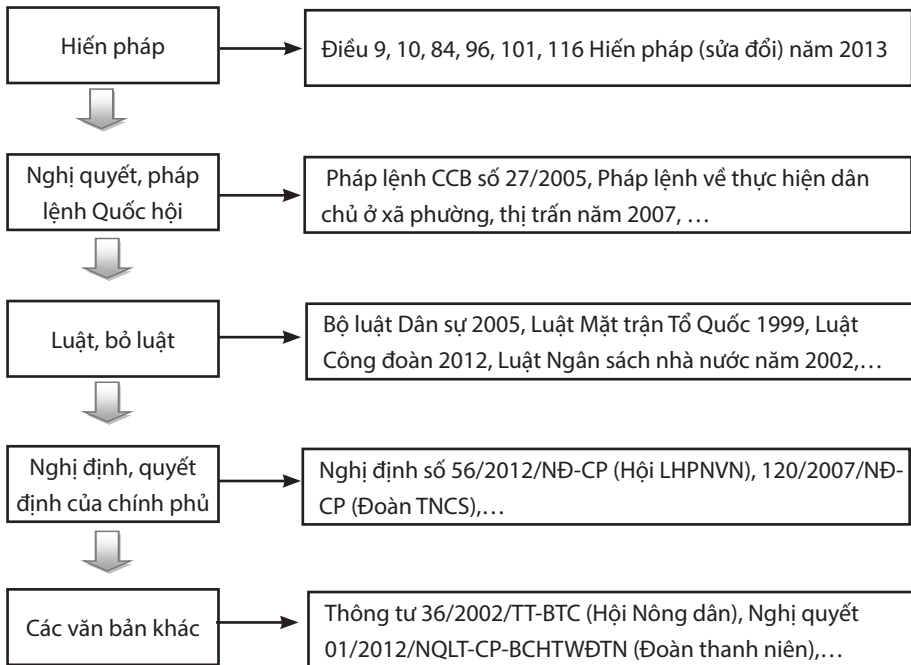 Hiến pháp
Điều 9, 10, 84, 96, 101, 116 Hiến pháp (sửa đổi) năm 2013
Nghị quyết, pháp
lệnh Quốc hội
Pháp lệnh CCB số 27/2005, Pháp lệnh về thực hiện dân
chủ ở xã phường, thị trấn năm 2007, …
Luật, bỏ luật
Bộ luật Dân sự 2005, Luật Mặt trận Tổ Quốc 1999, Luật
Công đoàn 2012, Luật Ngân sách nhà nước năm 2002,…
Nghị định, quyết
định của chính phủ
Nghị định số 56/2012/NĐ-CP (Hội LHPNVN), 120/2007/NĐ-
CP (Đoàn TNCS),…
Các văn bản khác
Thông tư 36/2002/TT-BTC (Hội Nông dân), Nghị quyết
01/2012/NQLT-CP-BCHTWĐTN (Đoàn thanh niên),…